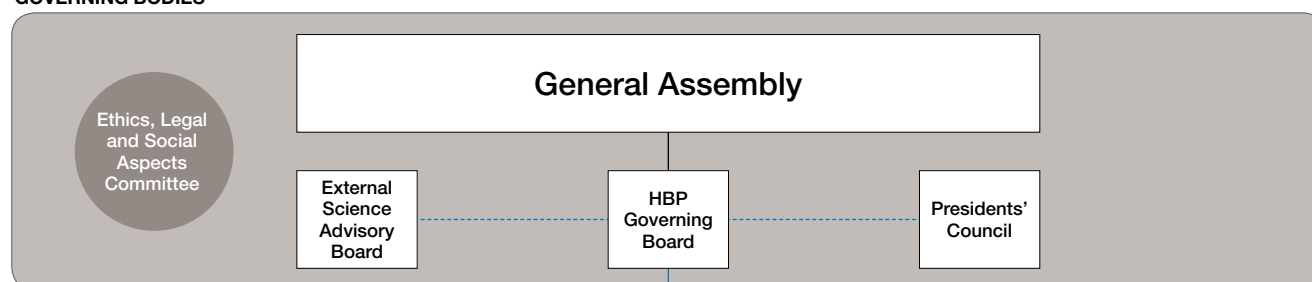 GOVERNING BODIES
General Assembly
Ethics, Legal
and Social
Aspects
Committee
External
Science
Advisory
Board
HBP
Governing
Board
Presidents’
Council